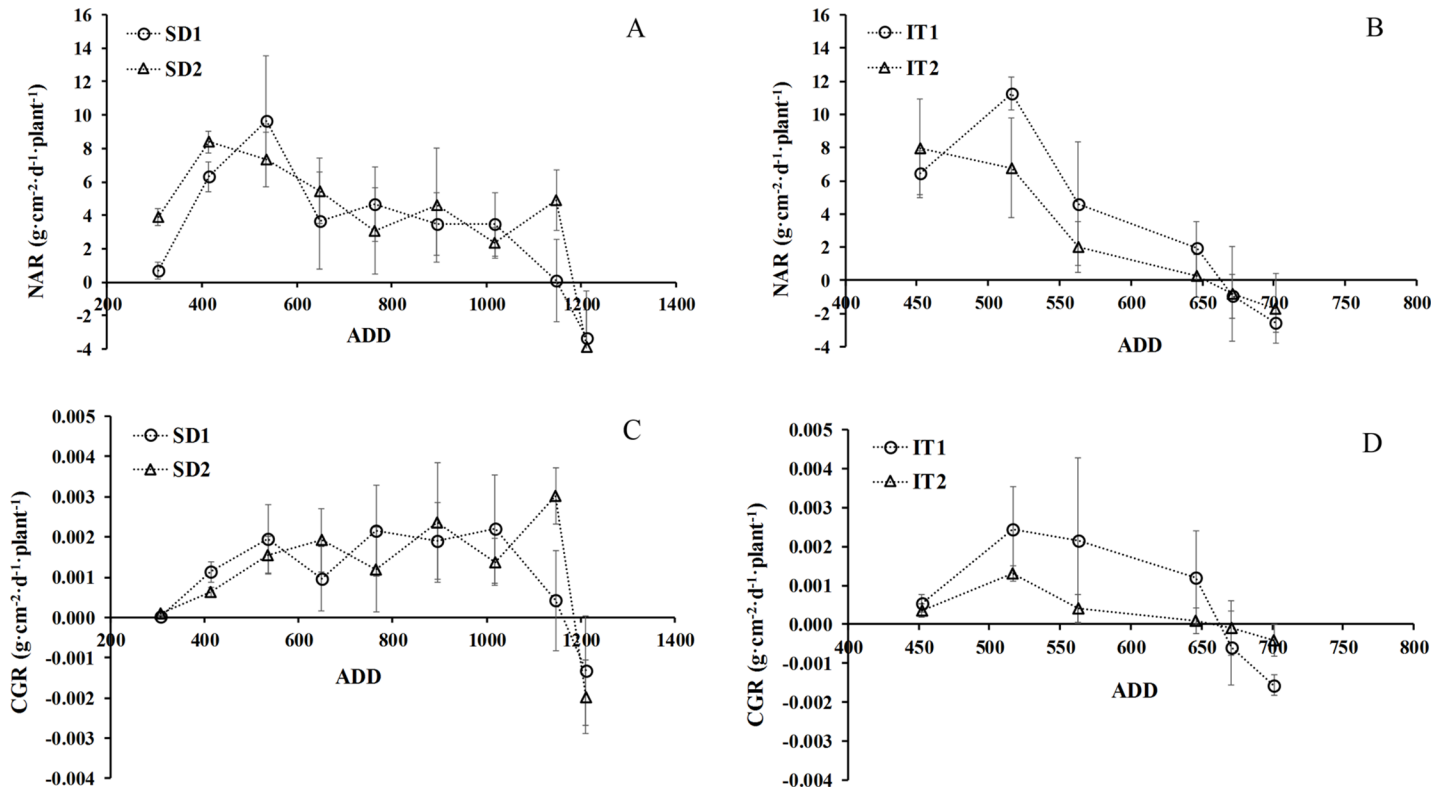 A
SD1
SD2
NAR (g·cm⁻²·d⁻¹·plant⁻¹)
16
14
12
10
8
6
4
2
0
-2
-4
200 400 600 800 1000 1200 1400
ADD
B
IT1
IT2
NAR (g·cm⁻²·d⁻¹·plant⁻¹)
16
14
12
10
8
6
4
2
0
-2
-4
400 450 500 550 600 650 700 750 800
ADD
C
SD1
SD2
CGR (g·cm⁻²·d⁻¹·plant⁻¹)
0.005
0.004
0.003
0.002
0.001
0.000
-0.001
-0.002
-0.003
-0.004
200 400 600 800 1000 1200 1400
ADD
D
IT1
IT2
CGR (g·cm⁻²·d⁻¹·plant⁻¹)
0.005
0.004
0.003
0.002
0.001
0.000
-0.001
-0.002
-0.003
-0.004
400 450 500 550 600 650 700 750 800
ADD